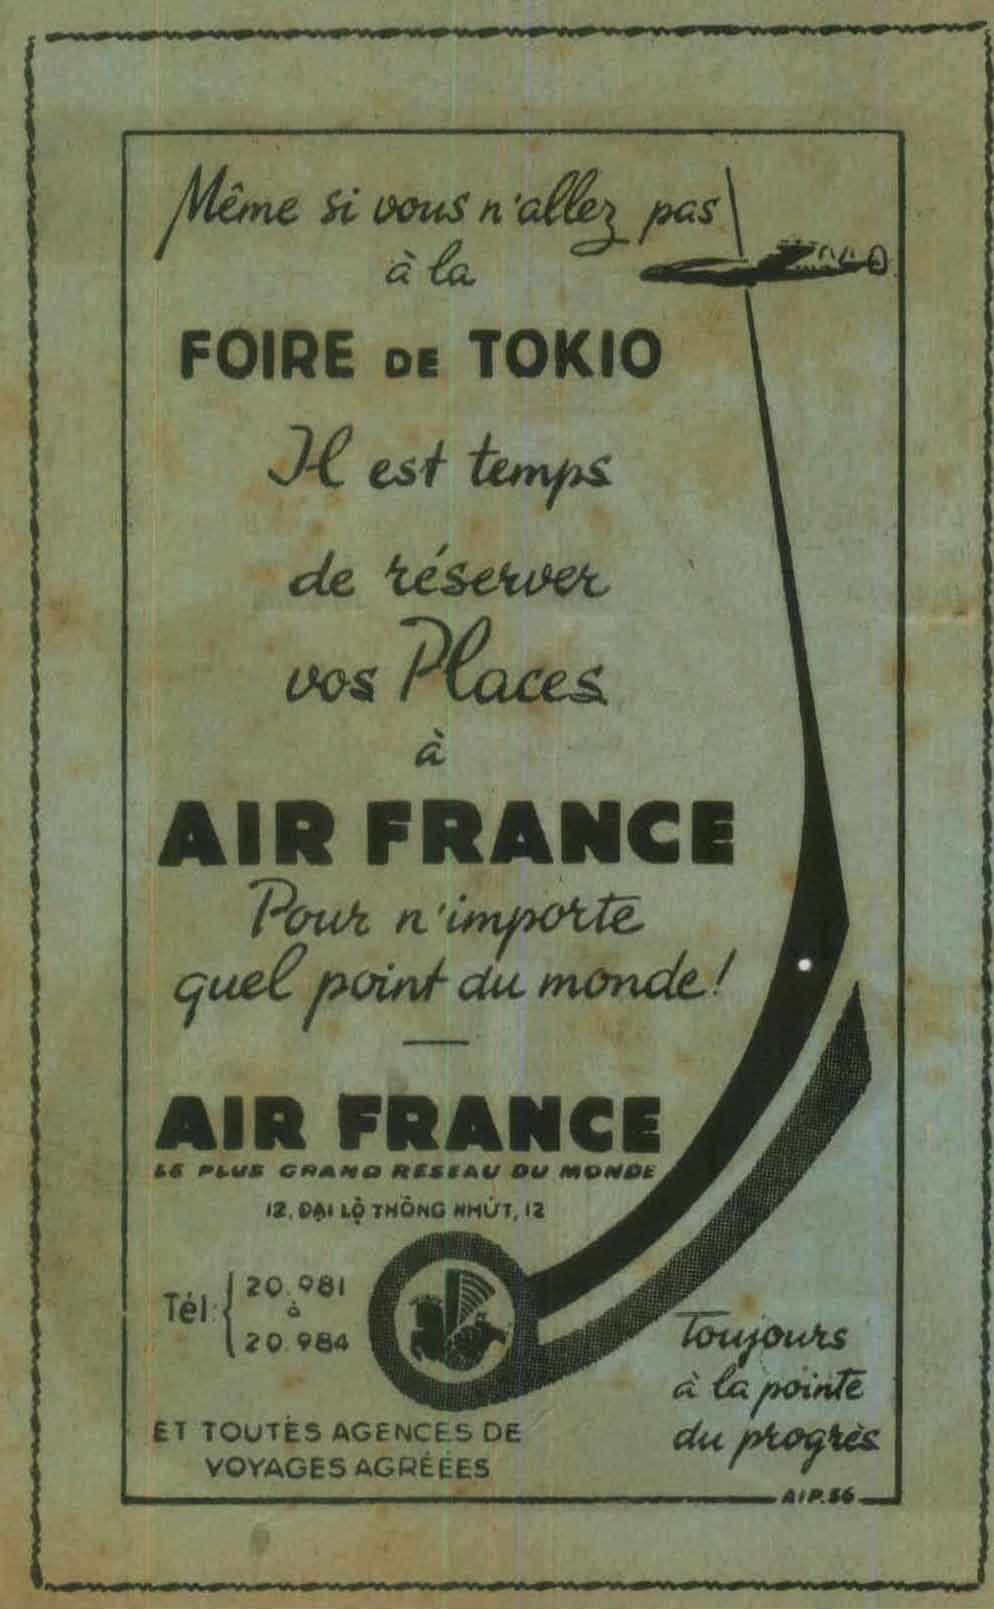 Même si vous n'allez pas
à la
FOIRE DE TOKIO
Il est temps
de réserver
vos Places
à
AIR FRANCE
Pour n'importe
quel point du monde!
AIR FRANCE
LE PLUS GRAND RÉSEAU DU MONDE
12, ĐẠI LỘ THỐNG NHỨT, 12
Tél: { 20.981
à
20.984
ET TOUTES AGENCES DE
VOYAGES AGRÉÉES
Toujours
à la pointe
du progrès
AIP.56